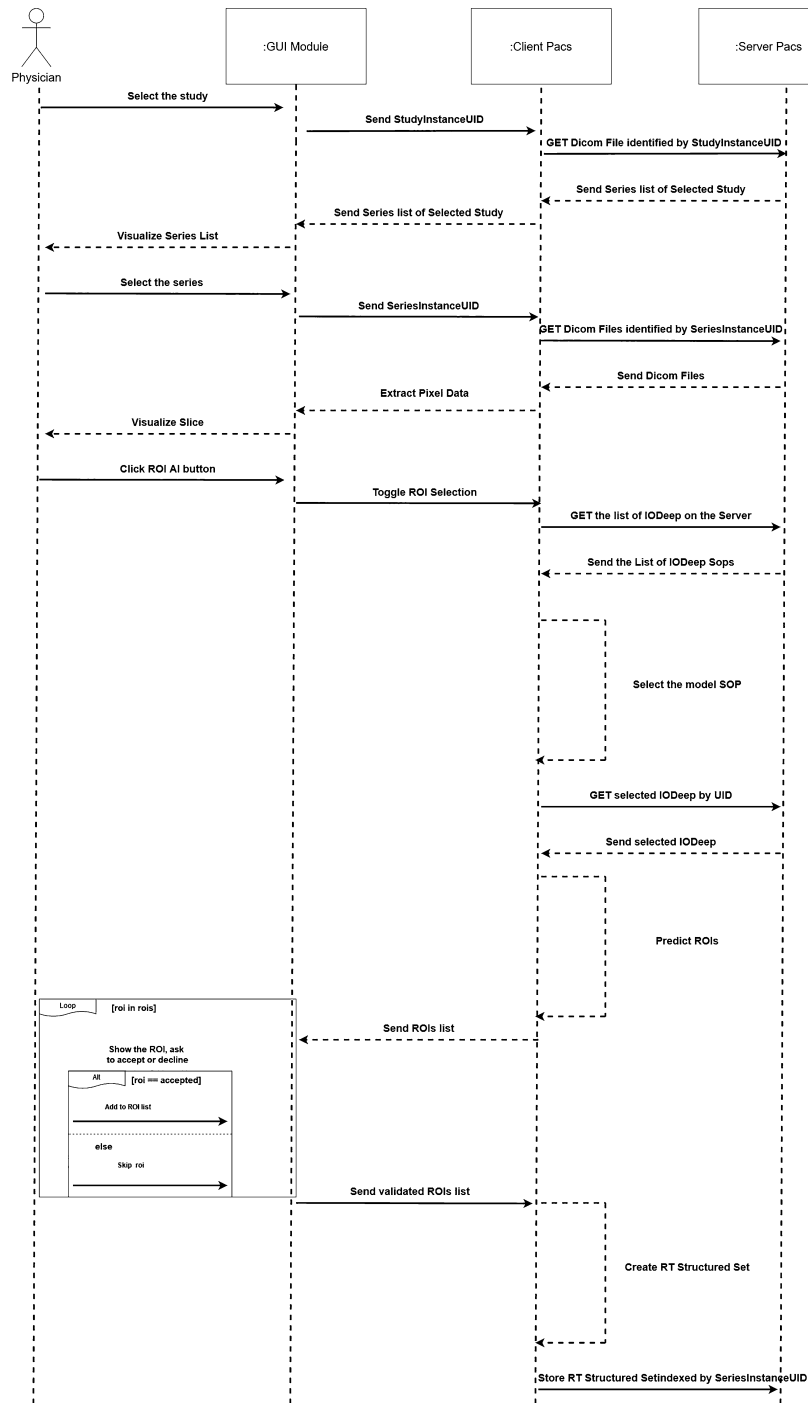 Physician
:GUI Module
:Client Pacs
:Server Pacs
Select the study
Send StudyInstanceUID
GET Dicom File identified by StudyInstanceUID
Send Series list of Selected Study
Send Series list of Selected Study
Visualize Series List
Select the series
Send SeriesInstanceUID
GET Dicom Files identified by SeriesInstanceUID
Send Dicom Files
Extract Pixel Data
Visualize Slice
Click ROI AI button
Toggle ROI Selection
GET the list of IODeep on the Server
Send the List of IODeep Sops
Select the model SOP
GET selected IODeep by UID
Send selected IODeep
Predict ROIs
Loop
[roi in rois]
Send ROIs list
Show the ROI, ask
to accept or decline
Alt
[roi == accepted]
Add to ROI list
else
Skip roi
Send validated ROIs list
Create RT Structured Set
Store RT Structured Setindexed by SeriesInstanceUID